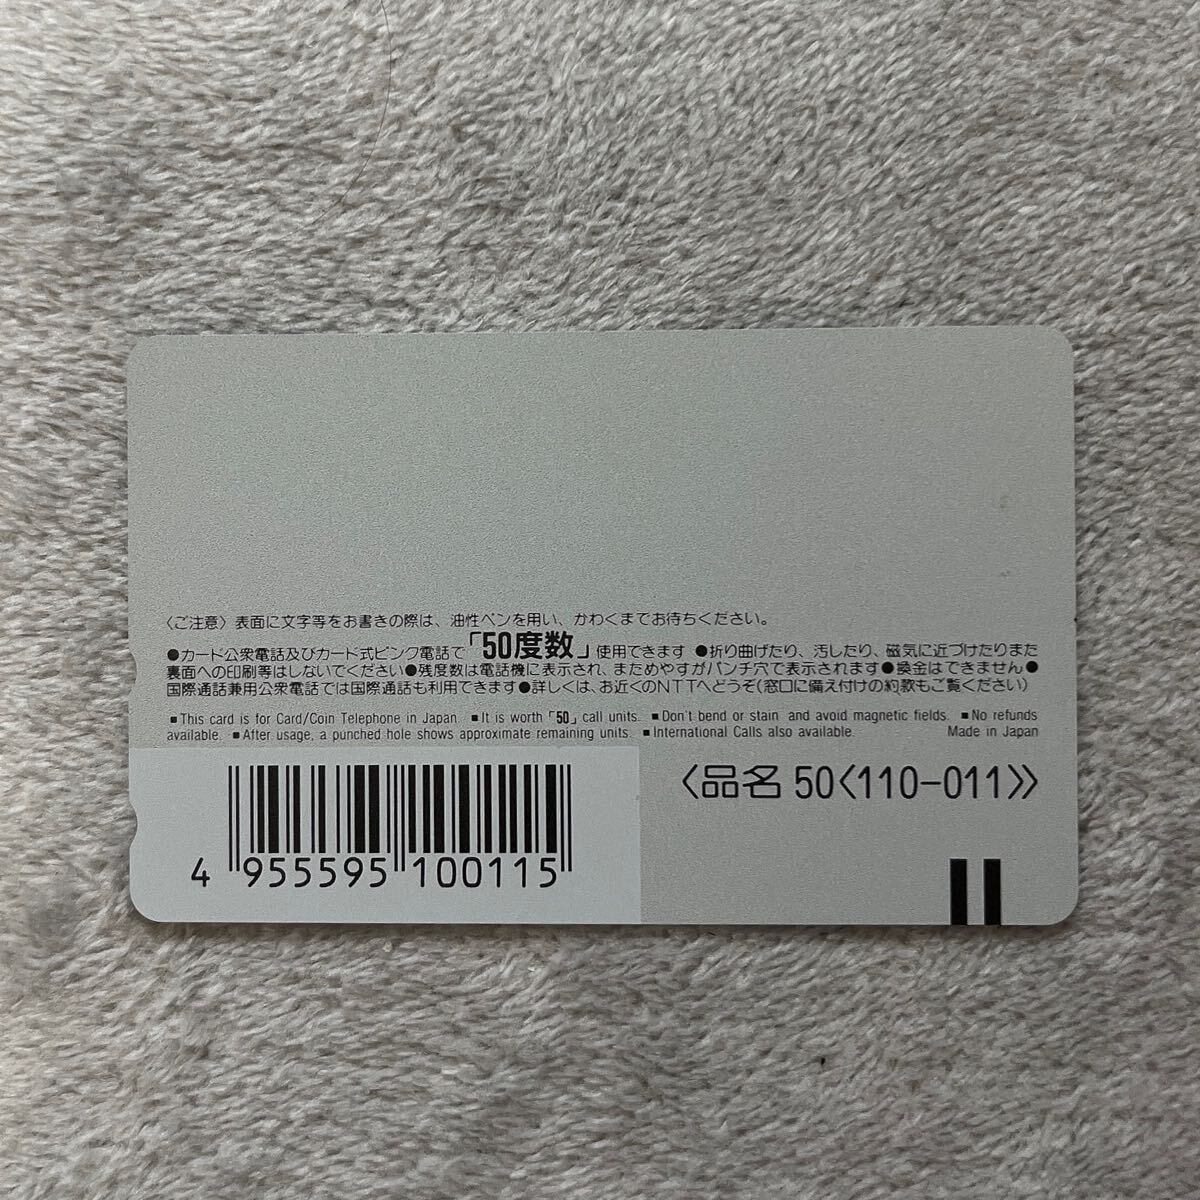 〈ご注意〉表面に文字等をお書きの際は、油性ペンを用い、かわくまでお待ちください。
●カード公衆電話及びカード式ピンク電話で「50度数」使用できます ●折り曲げたり、汚したり、磁気に近づけたりまた
裏面への印刷等はしないでください●残度数は電話機に表示され、まためやすがパンチ穴で表示されます●換金はできません●
国際通話兼用公衆電話では国際通話も利用できます●詳しくは、お近くのNTTへどうぞ(窓口に備え付けの約款もご覧ください)
■This card is for Card/Coin Telephone in Japan. ■It is worth「50」call units. ■Don't bend or stain and avoid magnetic fields. ■No refunds
available. ■After usage, a punched hole shows approximate remaining units. ■International Calls also available. Made in Japan
〈品名 50〈110-011〉〉
4 955595 100115